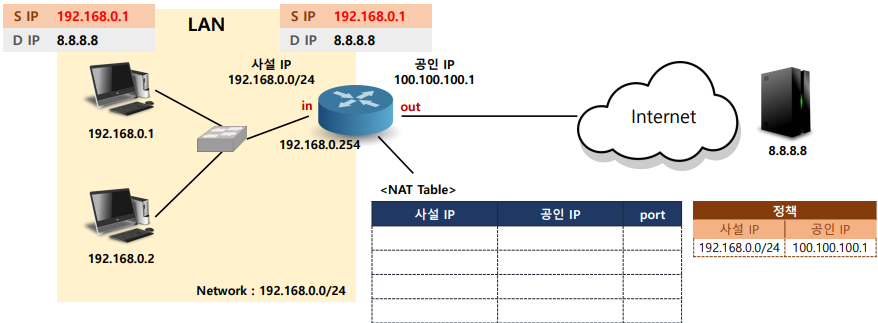 S IP 192.168.0.1
D IP 8.8.8.8
LAN
S IP 192.168.0.1
D IP 8.8.8.8
사설 IP
192.168.0.0/24
공인 IP
100.100.100.1
in
out
192.168.0.1
192.168.0.254
Internet
8.8.8.8
192.168.0.2
Network : 192.168.0.0/24
<NAT Table>
사설 IP 공인 IP port
정책
사설 IP 공인 IP
192.168.0.0/24 100.100.100.1